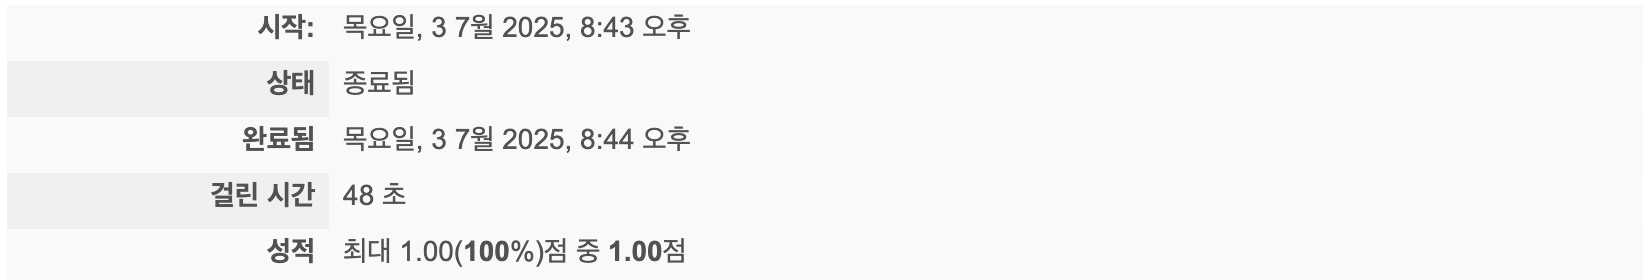 시작: 목요일, 3 7월 2025, 8:43 오후
상태 종료됨
완료됨 목요일, 3 7월 2025, 8:44 오후
걸린 시간 48 초
성적 최대 1.00(100%)점 중 1.00점